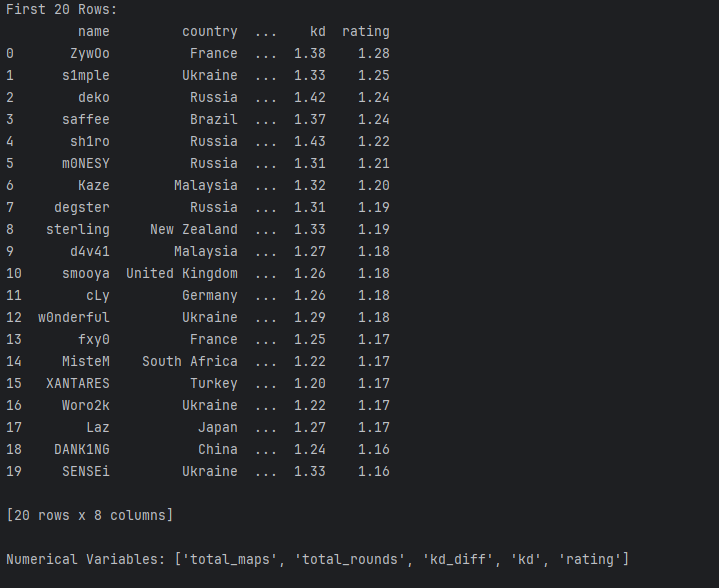 First 20 Rows:
         name         country  ...    kd  rating
0       ZywOo          France  ...  1.38    1.28
1      s1mple         Ukraine  ...  1.33    1.25
2        deko          Russia  ...  1.42    1.24
3      saffee          Brazil  ...  1.37    1.24
4       sh1ro          Russia  ...  1.43    1.22
5      m0NESY          Russia  ...  1.31    1.21
6        Kaze        Malaysia  ...  1.32    1.20
7     degster          Russia  ...  1.31    1.19
8    sterling     New Zealand  ...  1.33    1.19
9       d4v41        Malaysia  ...  1.27    1.18
10     smooya  United Kingdom  ...  1.26    1.18
11        cLy         Germany  ...  1.26    1.18
12  w0nderful         Ukraine  ...  1.29    1.18
13       fxy0          France  ...  1.25    1.17
14     MisteM    South Africa  ...  1.22    1.17
15   XANTARES          Turkey  ...  1.20    1.17
16     Woro2k         Ukraine  ...  1.22    1.17
17        Laz           Japan  ...  1.27    1.17
18    DANK1NG           China  ...  1.24    1.16
19     SENSEi         Ukraine  ...  1.33    1.16
[20 rows x 8 columns]
Numerical Variables: ['total_maps', 'total_rounds', 'kd_diff', 'kd', 'rating']